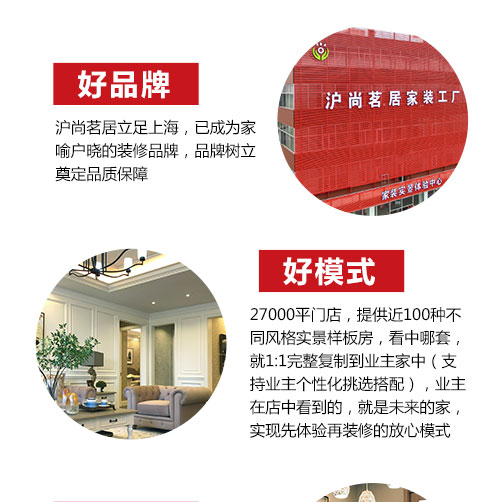 好品牌
沪尚茗居家装工厂
家装实景体验中心
沪尚茗居立足上海，已成为家
喻户晓的装修品牌，品牌树立
奠定品质保障
好模式
27000平门店，提供近100种不
同风格实景样板房，看中哪套，
就1:1完整复制到业主家中（支
持业主个性化挑选搭配），业主
在店中看到的，就是未来的家，
实现先体验再装修的放心模式